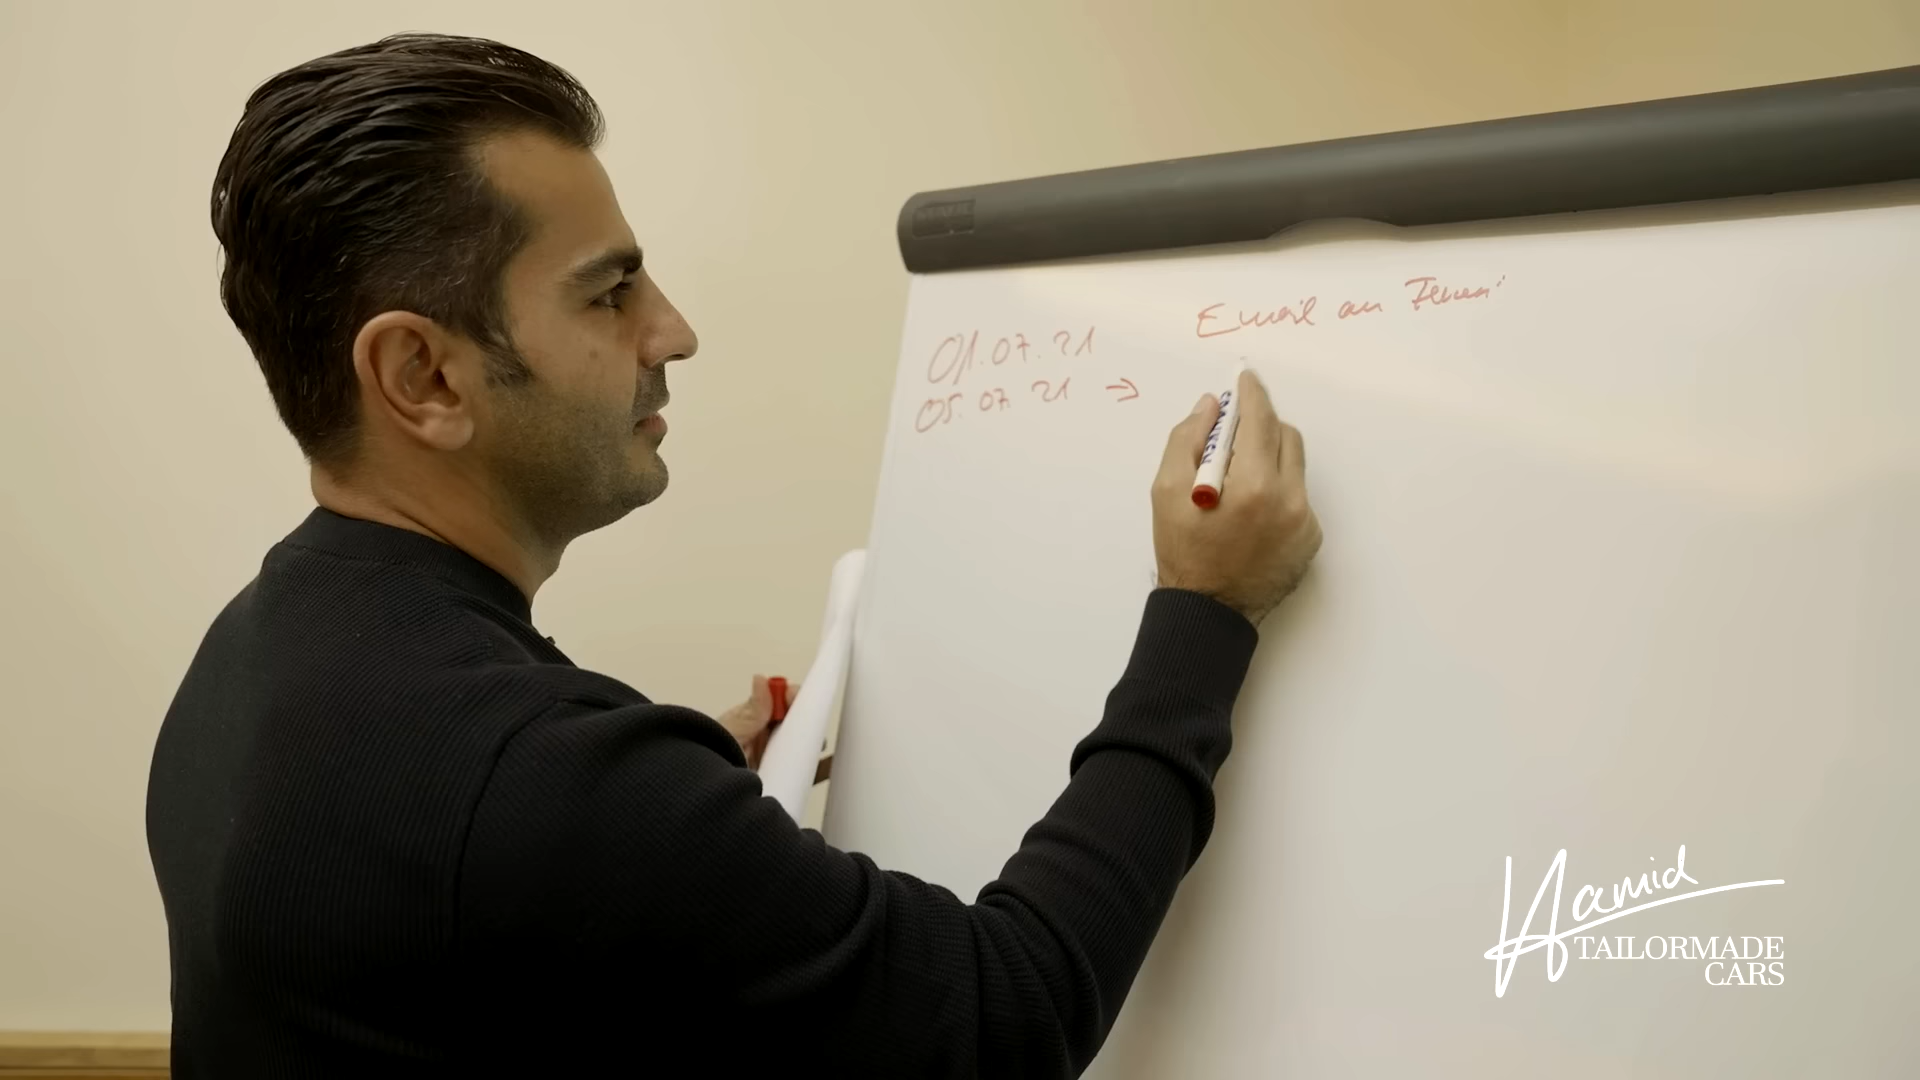 Email an Ferrari
01.07.21
05.07.21 →
Hamid
TAILORMADE
CARS